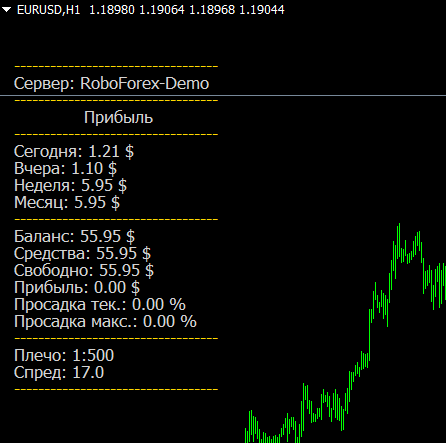 EURUSD,H1 1.18980 1.19064 1.18968 1.19044
----------------------------------
Сервер: RoboForex-Demo
----------------------------------
Прибыль
----------------------------------
Сегодня: 1.21 $
Вчера: 1.10 $
Неделя: 5.95 $
Месяц: 5.95 $
----------------------------------
Баланс: 55.95 $
Средства: 55.95 $
Свободно: 55.95 $
Прибыль: 0.00 $
Просадка тек.: 0.00 %
Просадка макс.: 0.00 %
----------------------------------
Плечо: 1:500
Спред: 17.0
----------------------------------